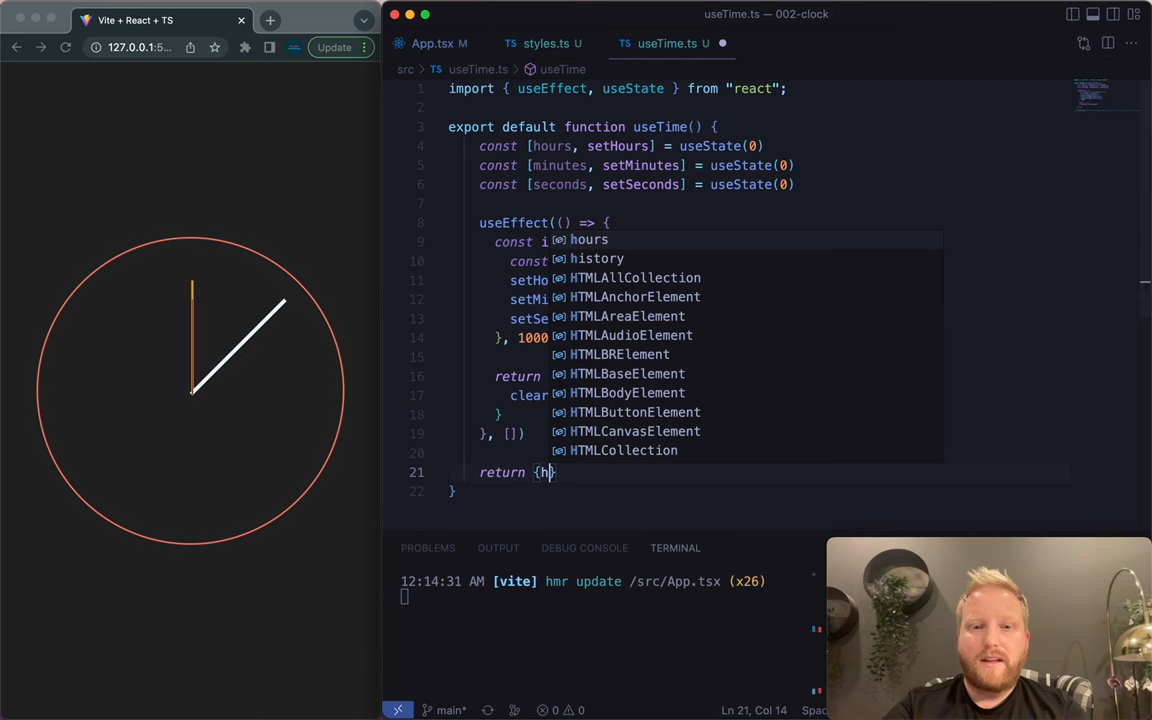 Vite + React + TS
127.0.0.1:5...
Update
useTime.ts — 002-clock
App.tsx M
TS styles.ts U
TS useTime.ts U
src > TS useTime.ts > useTime
1 import { useEffect, useState } from "react";
2
3 export default function useTime() {
4 const [hours, setHours] = useState(0)
5 const [minutes, setMinutes] = useState(0)
6 const [seconds, setSeconds] = useState(0)
7
8 useEffect(() => {
9 const i
10 const
11 setHo
12 setMi
13 setSe
14 }, 1000
15
16 return
17 clear
18 }
19 }, [])
20
21 return {h}
22 }
hours
history
HTMLAllCollection
HTMLAnchorElement
HTMLAreaElement
HTMLAudioElement
HTMLBRElement
HTMLBaseElement
HTMLBodyElement
HTMLButtonElement
HTMLCanvasElement
HTMLCollection
PROBLEMS OUTPUT DEBUG CONSOLE TERMINAL
12:14:31 AM [vite] hmr update /src/App.tsx (x26)
main* 0 0 Ln 21, Col 14 Spac